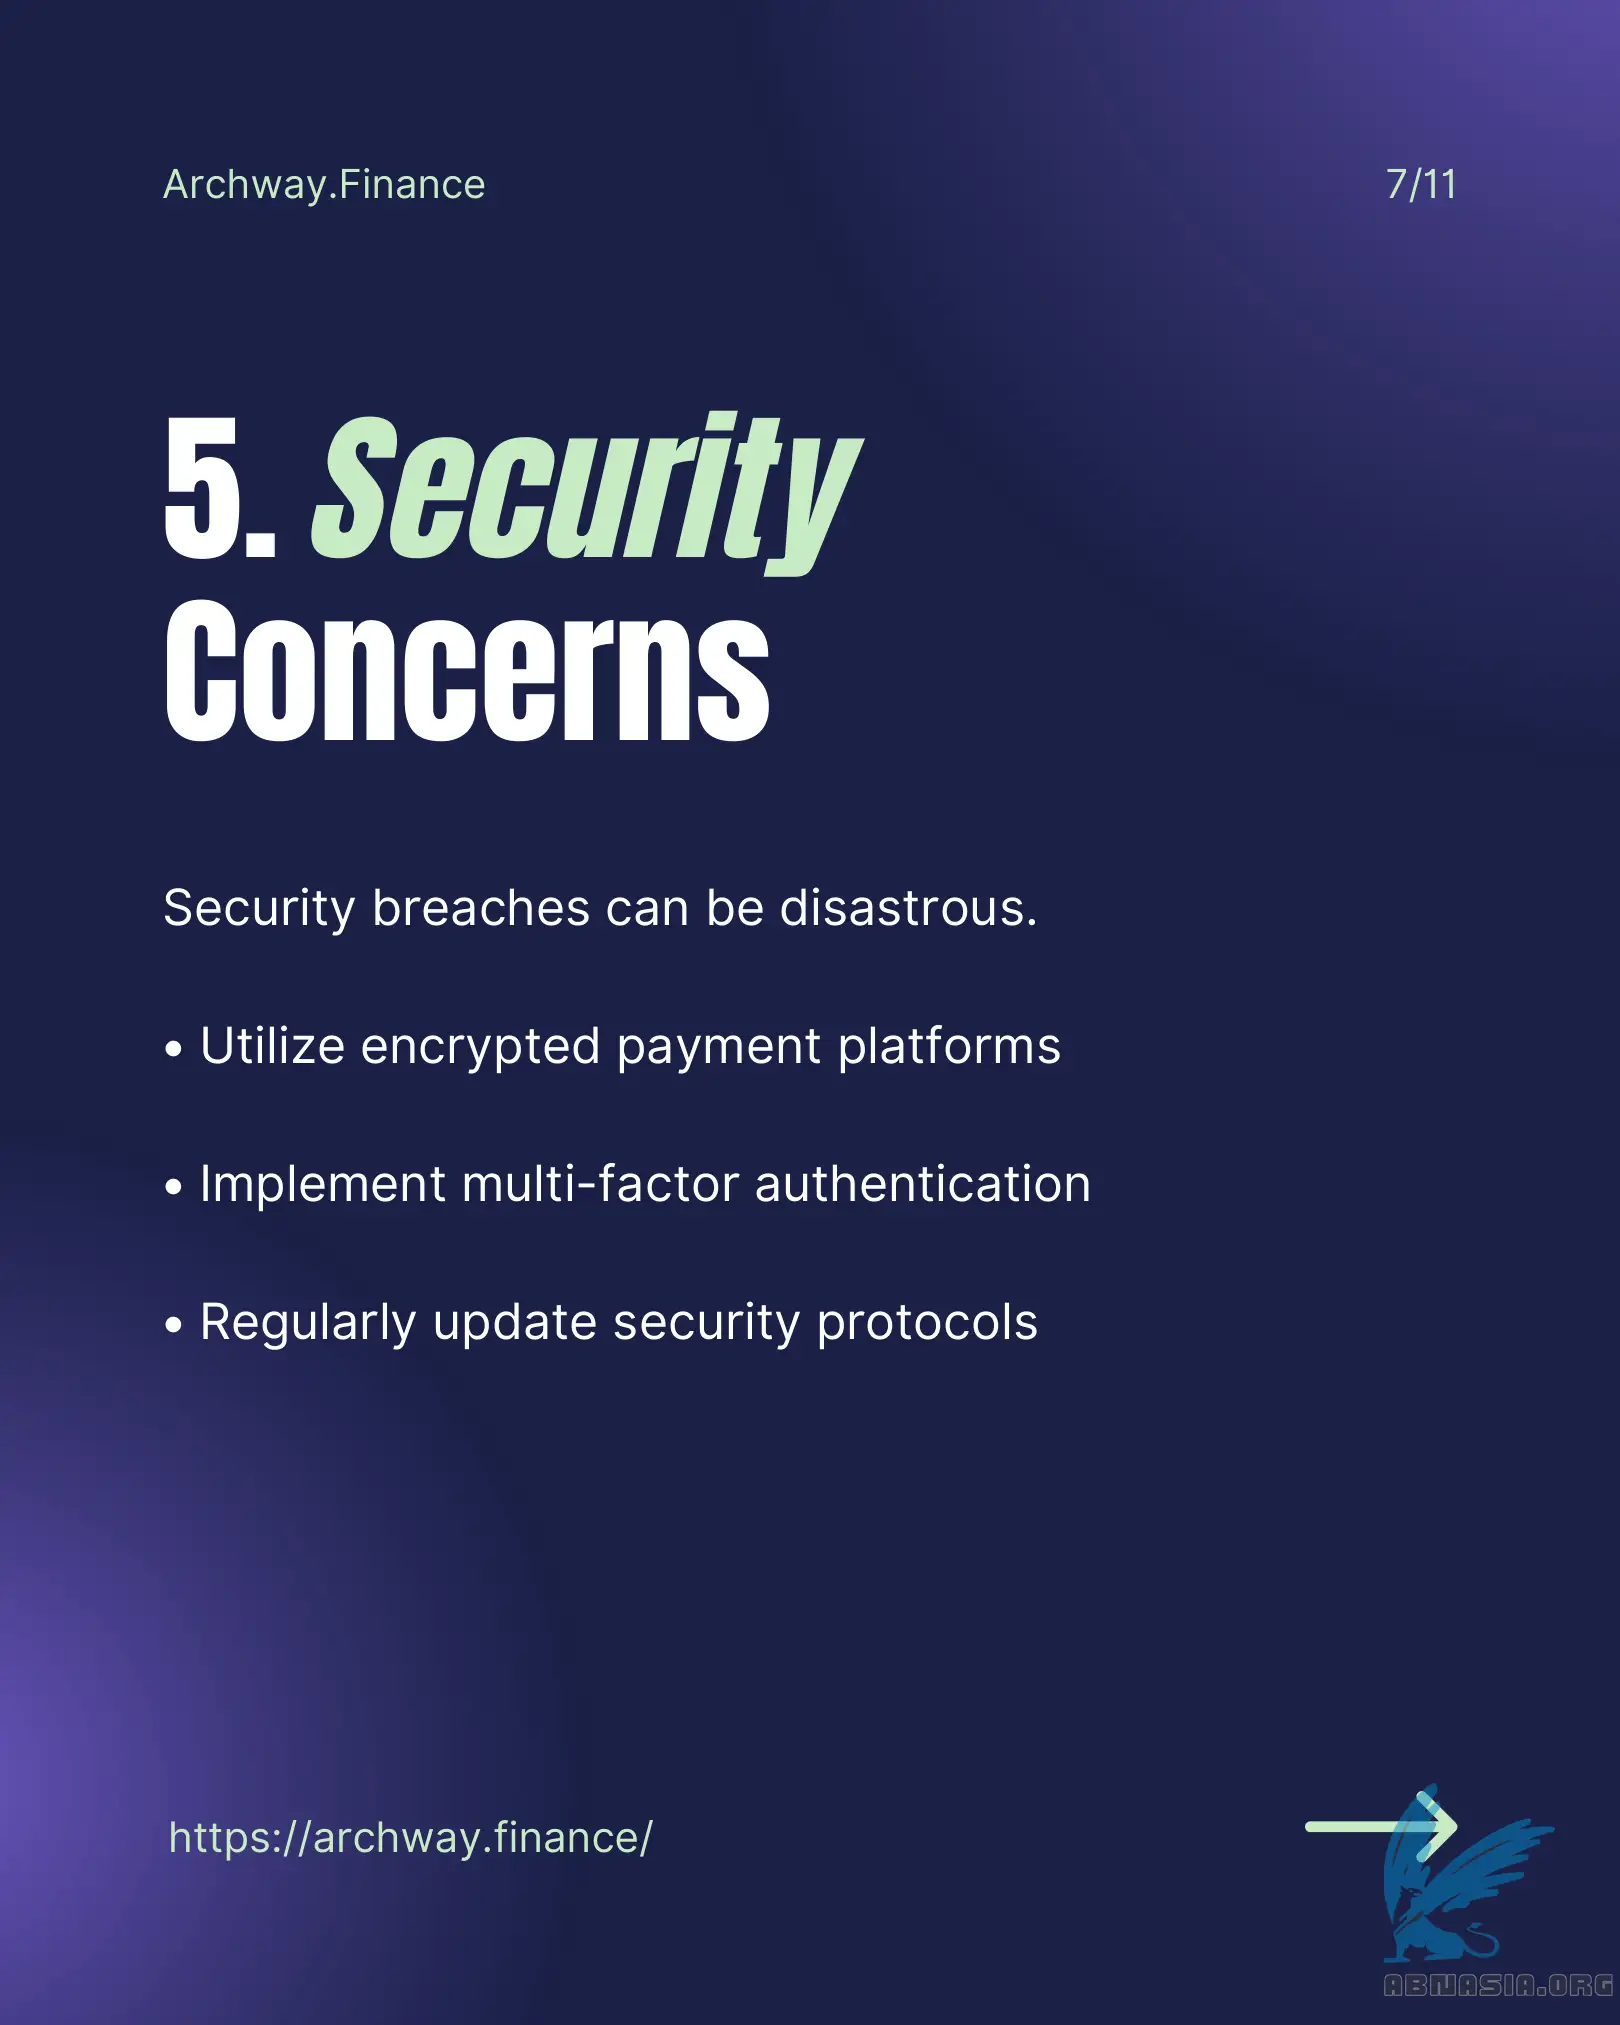 Archway.Finance
7/11
5. Security
Concerns
Security breaches can be disastrous.
• Utilize encrypted payment platforms
• Implement multi-factor authentication
• Regularly update security protocols
https://archway.finance/
ABNASIA.ORG